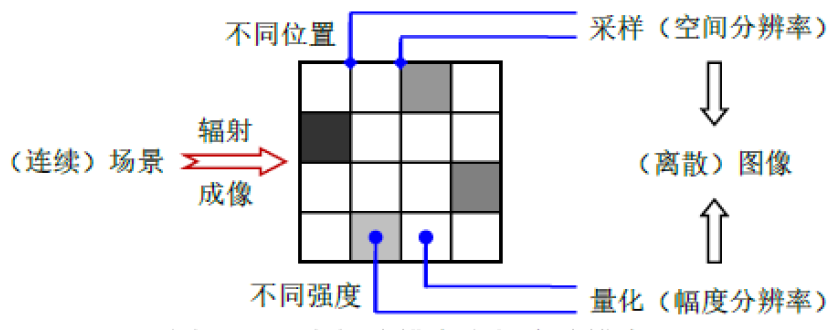 不同位置
采样（空间分辨率）
辐射
（连续）场景
成像
（离散）图像
不同强度
量化（幅度分辨率）